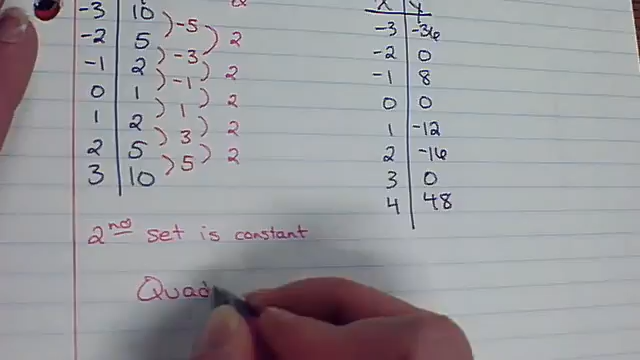 -3 10
-2 5 -5 2
-1 2 -3 2
0 1 -1 2
1 2 1 2
2 5 3 2
3 10 5
2nd set is constant
Quad
x y
-3 -36
-2 0
-1 8
0 0
1 -12
2 -16
3 0
4 48